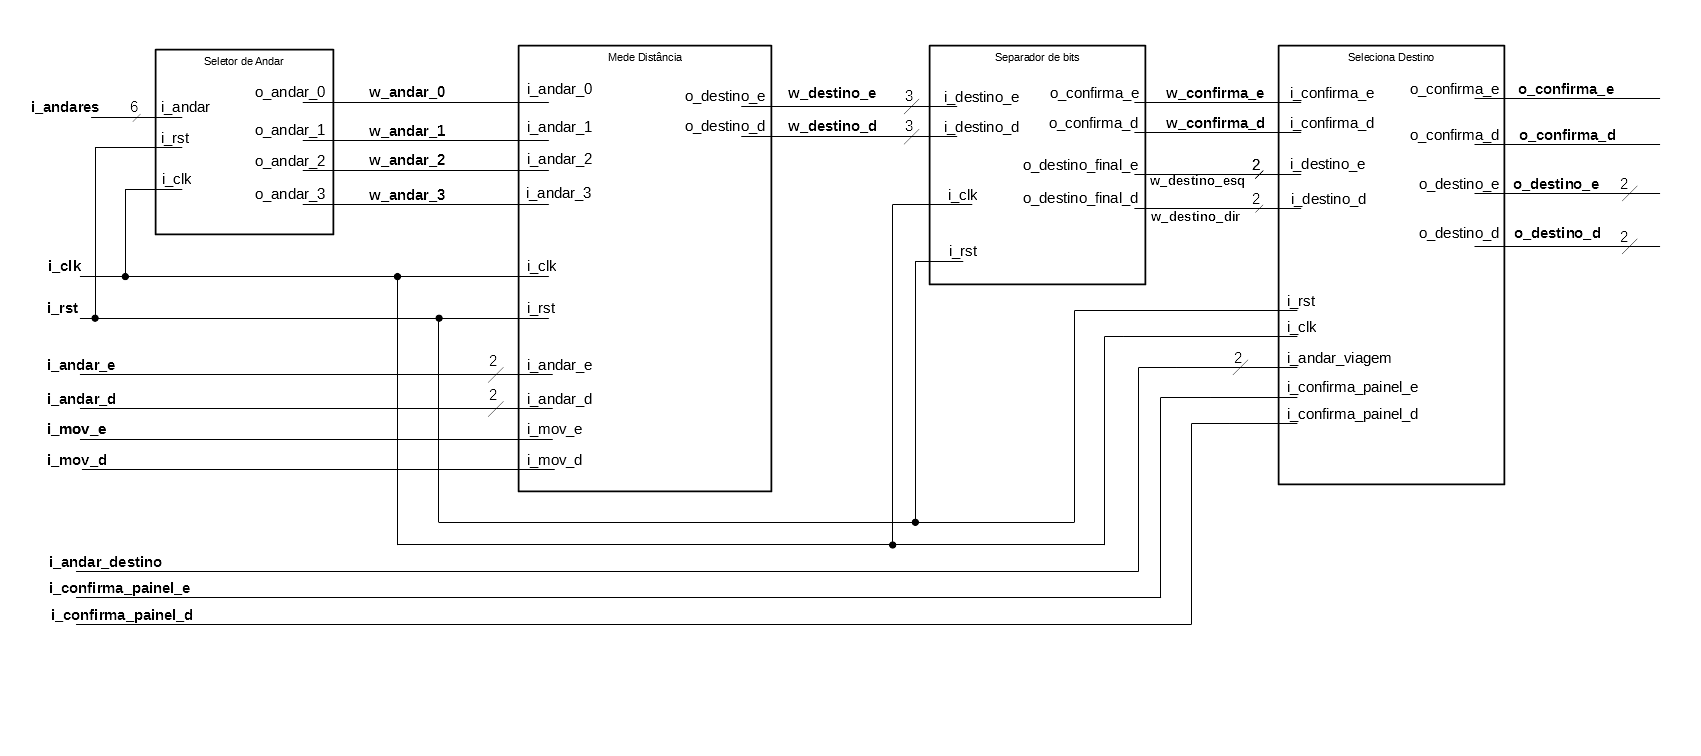 Seletor de Andar
Mede Distância
Separador de bits
Seleciona Destino
i_andares
6
i_andar
i_rst
i_clk
o_andar_0
o_andar_1
o_andar_2
o_andar_3
w_andar_0
w_andar_1
w_andar_2
w_andar_3
i_andar_0
i_andar_1
i_andar_2
i_andar_3
o_destino_e
o_destino_d
w_destino_e
3
w_destino_d
3
i_destino_e
i_destino_d
i_clk
i_rst
o_confirma_e
o_confirma_d
o_destino_final_e
o_destino_final_d
w_confirma_e
w_confirma_d
2
w_destino_esq
2
w_destino_dir
i_confirma_e
i_confirma_d
i_destino_e
i_destino_d
o_confirma_e
o_confirma_d
o_destino_e
o_destino_d
o_confirma_e
o_confirma_d
o_destino_e
2
o_destino_d
2
i_clk
i_clk
i_rst
i_rst
i_rst
i_clk
i_andar_e
2
i_andar_e
i_andar_d
2
i_andar_d
i_mov_e
i_mov_e
i_mov_d
i_mov_d
2
i_andar_viagem
i_confirma_painel_e
i_confirma_painel_d
i_andar_destino
i_confirma_painel_e
i_confirma_painel_d